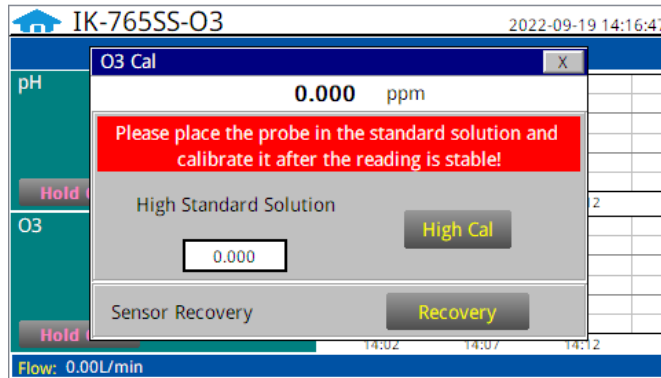 IK-765SS-O3
2022-09-19 14:16:47
O3 Cal
X
pH
0.000 ppm
Please place the probe in the standard solution and
calibrate it after the reading is stable!
Hold
High Standard Solution
High Cal
O3
0.000
Sensor Recovery
Recovery
Hold
14:02 14:07 14:12
Flow: 0.00L/min